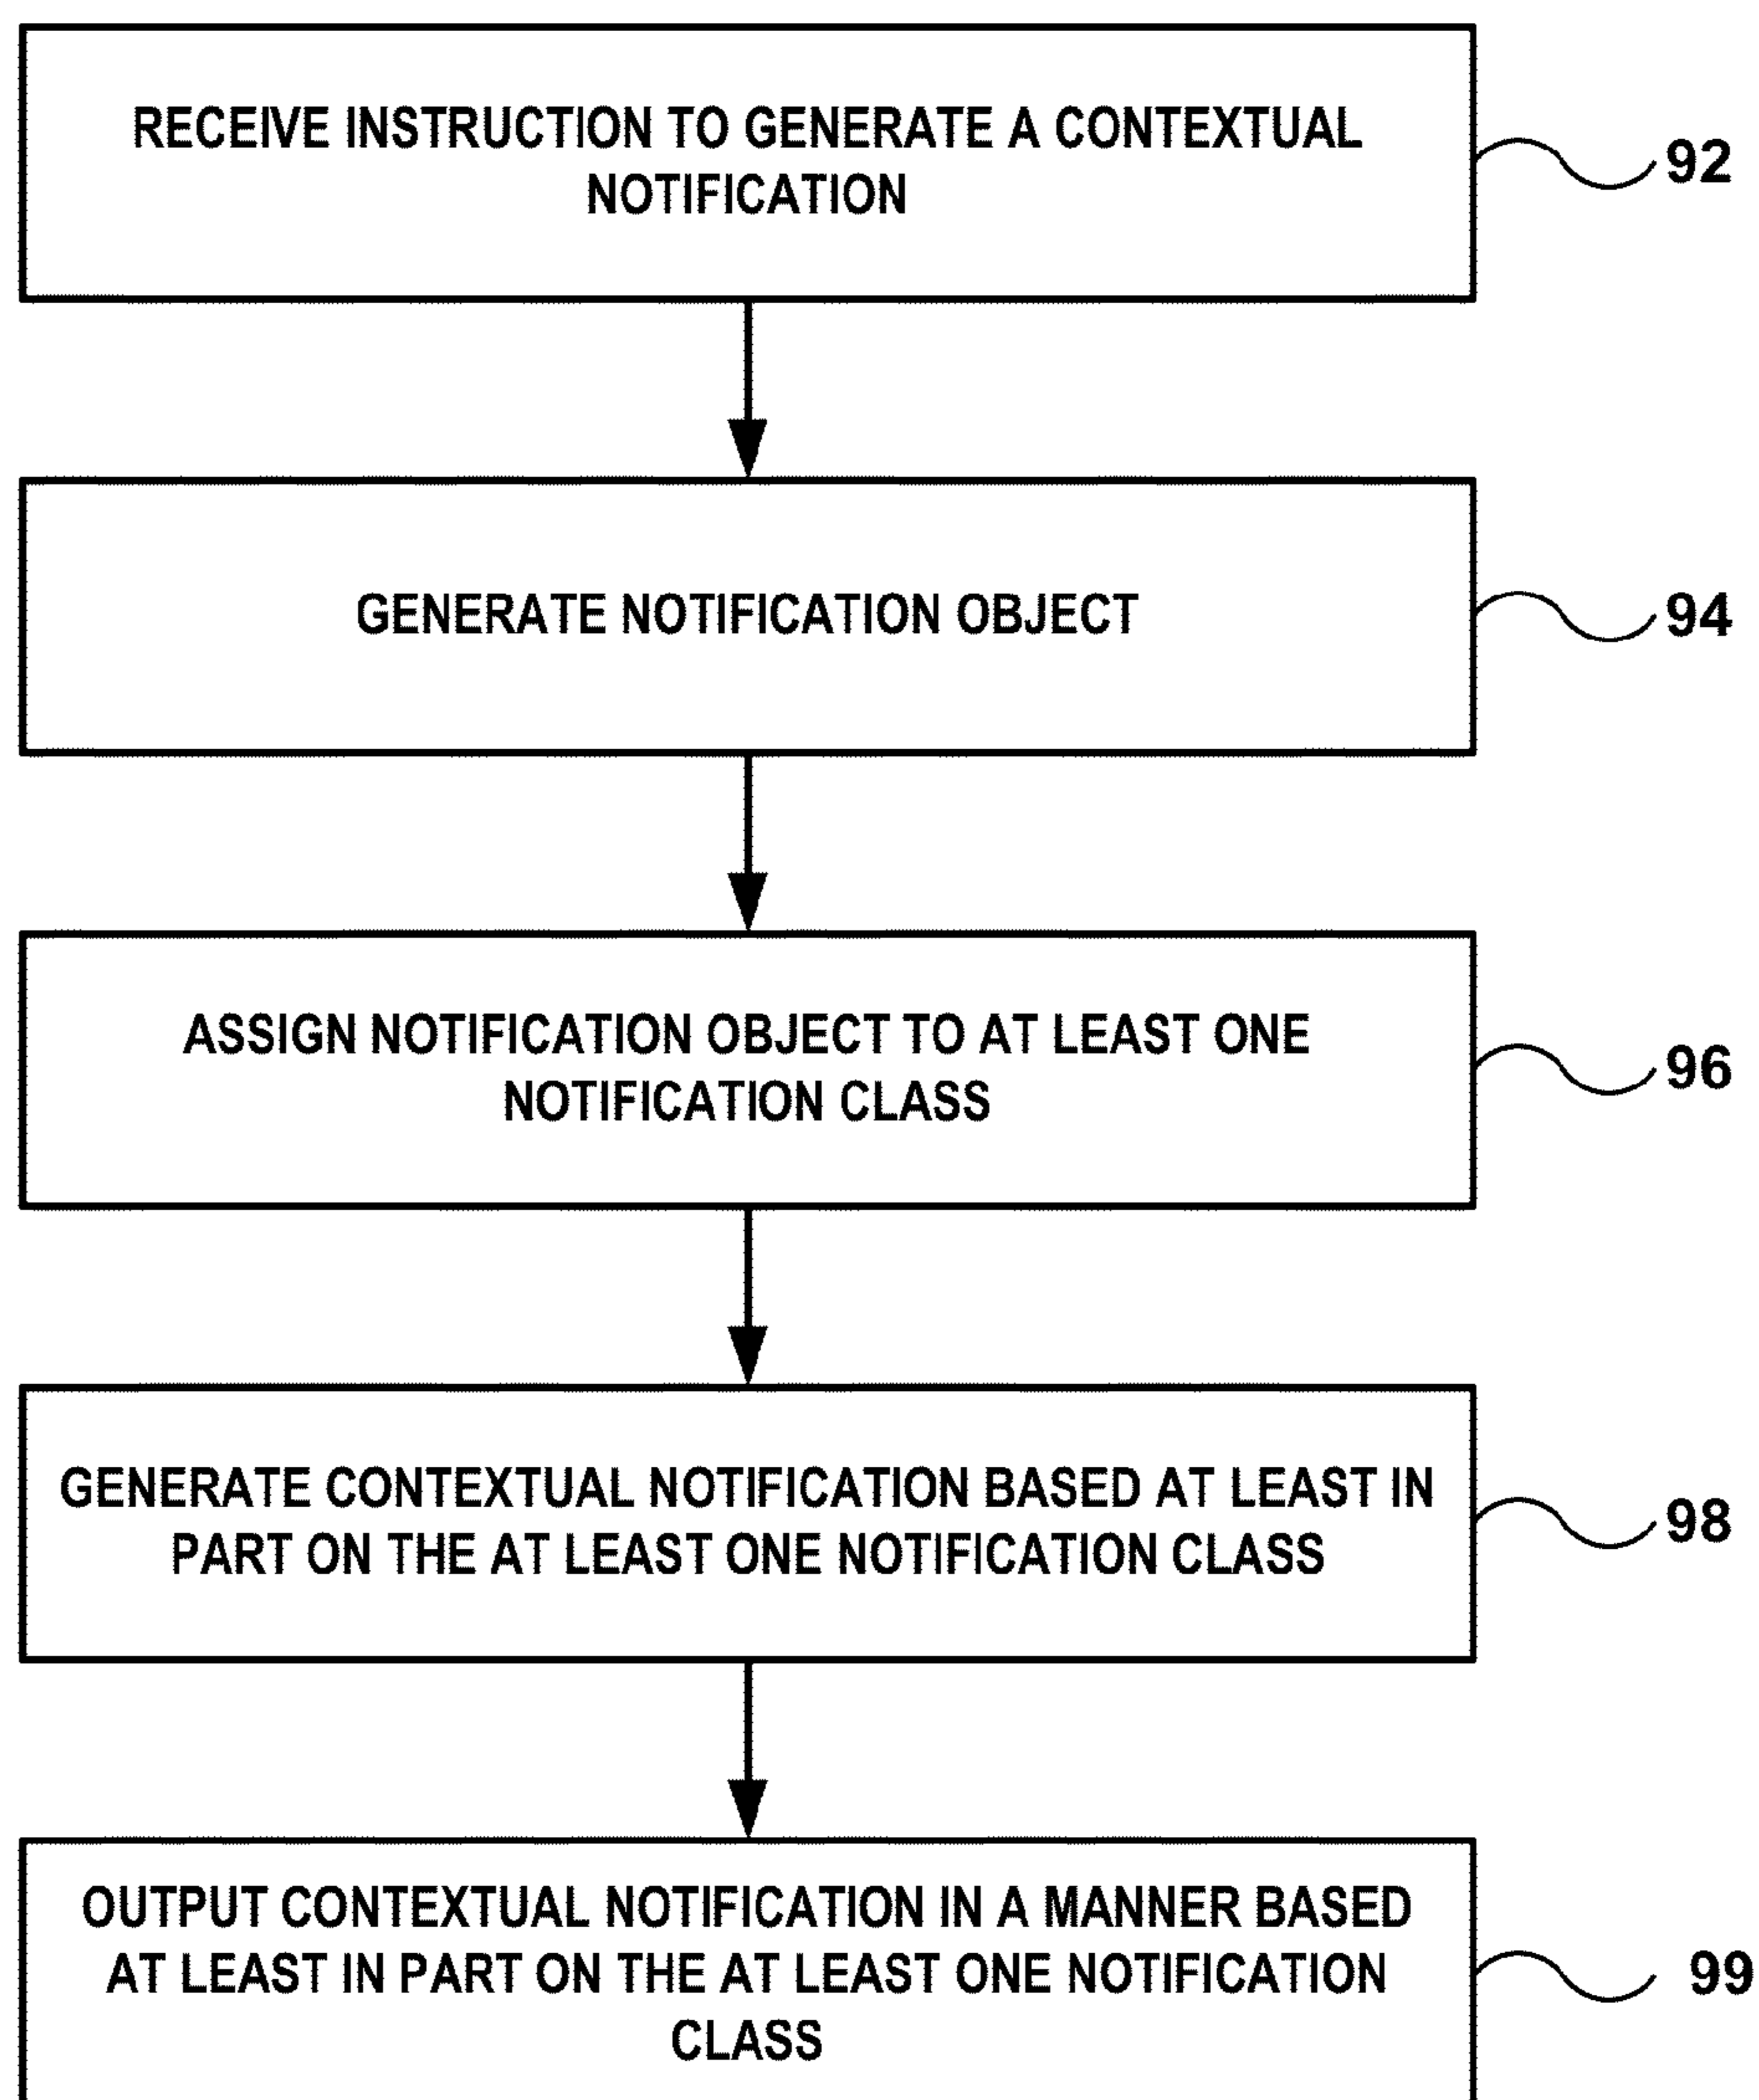 RECEIVE INSTRUCTION TO GENERATE A CONTEXTUAL
NOTIFICATION
92
GENERATE NOTIFICATION OBJECT
94
ASSIGN NOTIFICATION OBJECT TO AT LEAST ONE
NOTIFICATION CLASS
96
GENERATE CONTEXTUAL NOTIFICATION BASED AT LEAST IN
PART ON THE AT LEAST ONE NOTIFICATION CLASS
98
OUTPUT CONTEXTUAL NOTIFICATION IN A MANNER BASED
AT LEAST IN PART ON THE AT LEAST ONE NOTIFICATION
CLASS
99